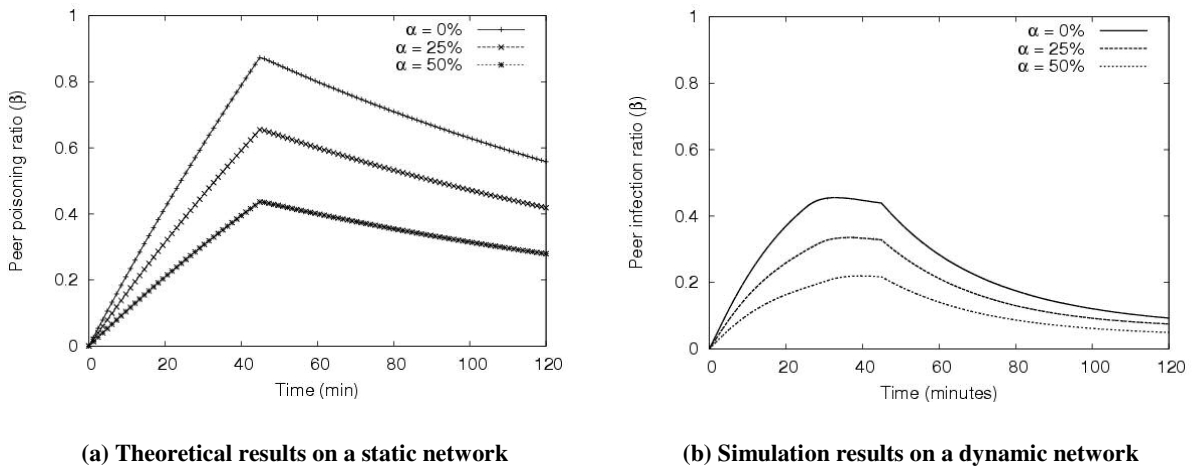 1
0.8
0.6
0.4
0.2
0
0 20 40 60 80 100 120
Peer poisoning ratio (β)
Time (min)
α = 0%
α = 25%
α = 50%
(a) Theoretical results on a static network
1
0.8
0.6
0.4
0.2
0
0 20 40 60 80 100 120
Peer infection ratio (β)
Time (minutes)
α = 0%
α = 25%
α = 50%
(b) Simulation results on a dynamic network